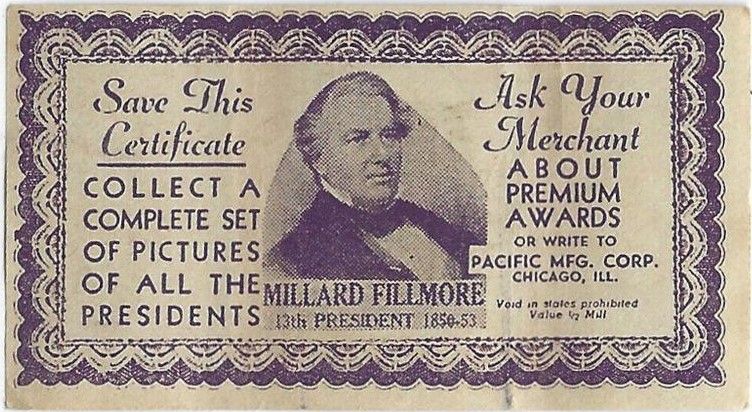 Save This
Certificate
COLLECT A
COMPLETE SET
OF PICTURES
OF ALL THE
PRESIDENTS
MILLARD FILLMORE
13th PRESIDENT 1850-53
Ask Your
Merchant
ABOUT
PREMIUM
AWARDS
OR WRITE TO
PACIFIC MFG. CORP.
CHICAGO, ILL.
Void in states prohibited
Value ½ Mill